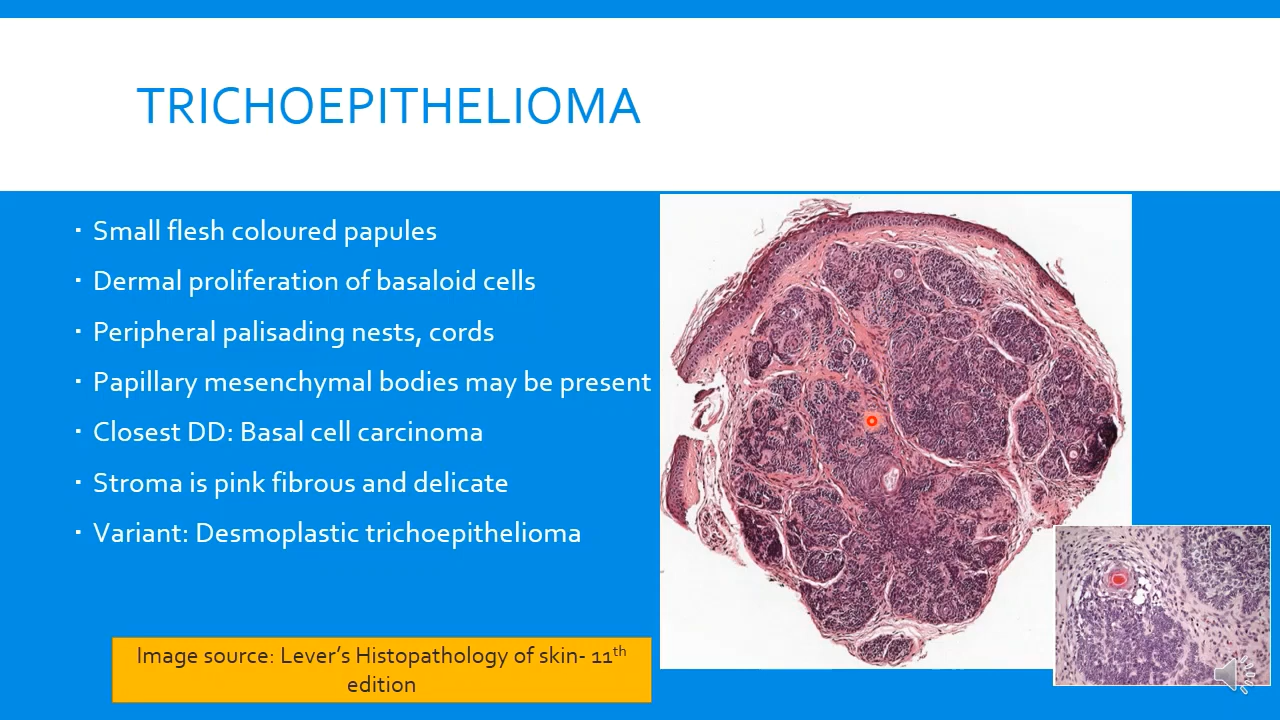 TRICHOEPITHELIOMA
▪ Small flesh coloured papules
▪ Dermal proliferation of basaloid cells
▪ Peripheral palisading nests, cords
▪ Papillary mesenchymal bodies may be present
▪ Closest DD: Basal cell carcinoma
▪ Stroma is pink fibrous and delicate
▪ Variant: Desmoplastic trichoepithelioma
Image source: Lever’s Histopathology of skin- 11th
edition